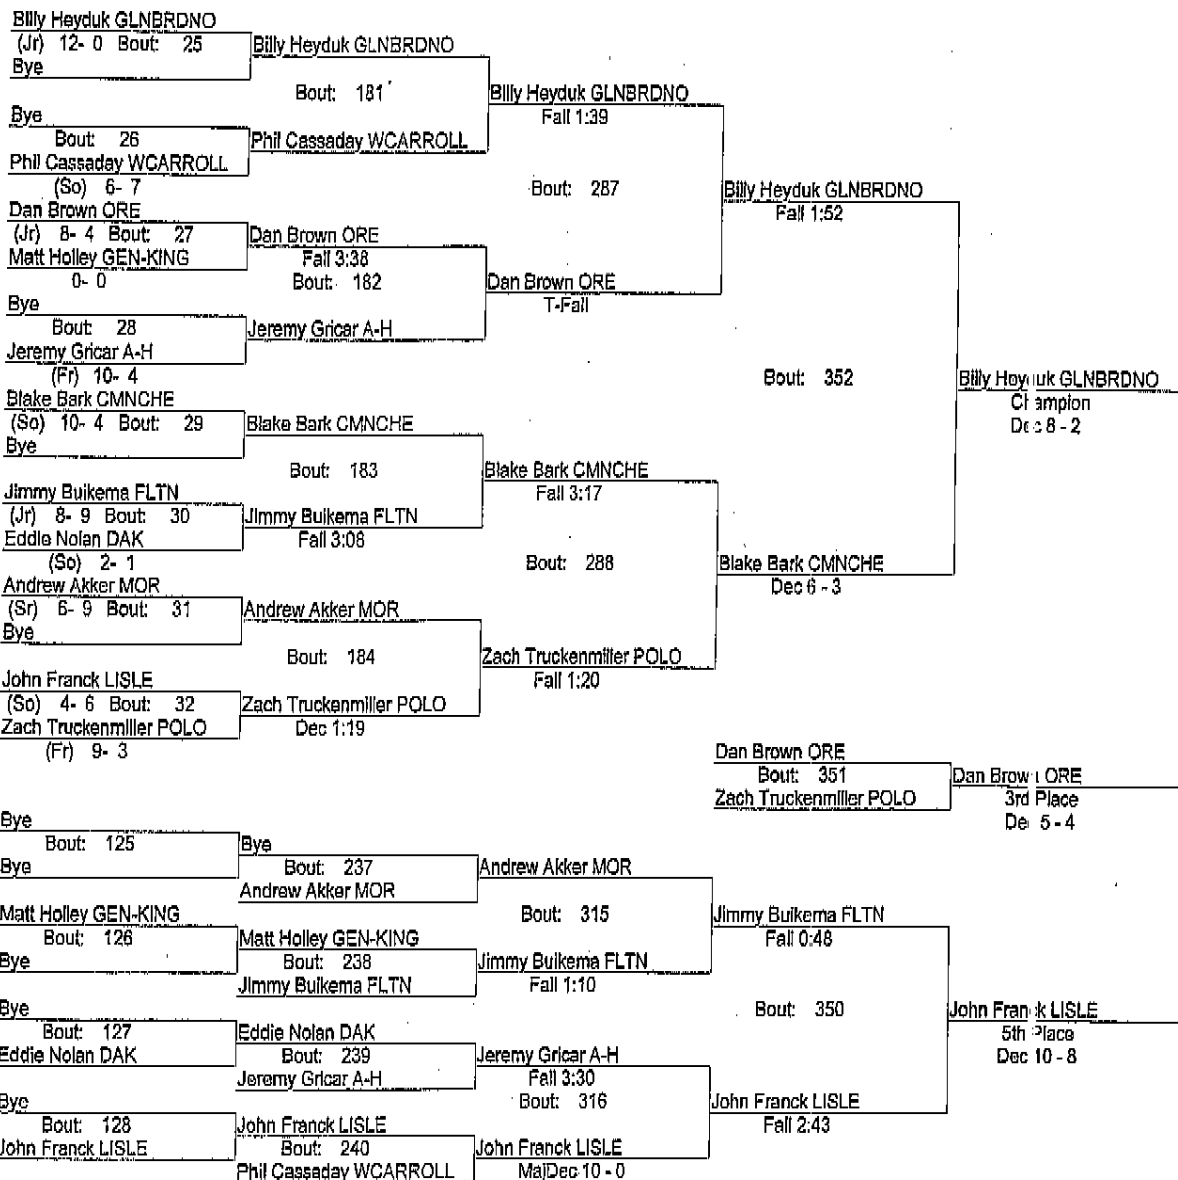 Billy Heyduk GLNBRDNO
(Jr) 12- 0 Bout: 25
Bye
Billy Heyduk GLNBRDNO
Bout: 181
Bye
Bout: 26
Phil Cassaday WCARROLL
(So) 6- 7
Phil Cassaday WCARROLL
Billy Heyduk GLNBRDNO
Fall 1:39
Bout: 287
Dan Brown ORE
(Jr) 8- 4 Bout: 27
Matt Holley GEN-KING
0- 0
Dan Brown ORE
Fall 3:38
Bout: 182
Bye
Bout: 28
Jeremy Gricar A-H
(Fr) 10- 4
Jeremy Gricar A-H
Dan Brown ORE
T-Fall
Billy Heyduk GLNBRDNO
Fall 1:52
Bout: 352
Blake Bark CMNCHE
(So) 10- 4 Bout: 29
Bye
Blake Bark CMNCHE
Bout: 183
Jimmy Buikema FLTN
(Jr) 8- 9 Bout: 30
Eddie Nolan DAK
(So) 2- 1
Jimmy Buikema FLTN
Fall 3:08
Blake Bark CMNCHE
Fall 3:17
Bout: 288
Andrew Akker MOR
(Sr) 6- 9 Bout: 31
Bye
Andrew Akker MOR
Bout: 184
John Franck LISLE
(So) 4- 6 Bout: 32
Zach Truckenmiller POLO
(Fr) 9- 3
Zach Truckenmiller POLO
Dec 1:19
Zach Truckenmiller POLO
Fall 1:20
Blake Bark CMNCHE
Dec 6 - 3
Billy Heyduk GLNBRDNO
Champion
Dec 8 - 2
Dan Brown ORE
Bout: 351
Zach Truckenmiller POLO
Dan Brown ORE
3rd Place
Dec 5 - 4
Bye
Bout: 125
Bye
Bye
Bout: 237
Andrew Akker MOR
Andrew Akker MOR
Bout: 315
Matt Holley GEN-KING
Bout: 126
Bye
Matt Holley GEN-KING
Bout: 238
Jimmy Buikema FLTN
Jimmy Buikema FLTN
Fall 1:10
Jimmy Buikema FLTN
Fall 0:48
Bout: 350
Bye
Bout: 127
Eddie Nolan DAK
Eddie Nolan DAK
Bout: 239
Jeremy Gricar A-H
Jeremy Gricar A-H
Fall 3:30
Bout: 316
Bye
Bout: 128
John Franck LISLE
John Franck LISLE
Bout: 240
Phil Cassaday WCARROLL
John Franck LISLE
MajDec 10 - 0
John Franck LISLE
Fall 2:43
John Franck LISLE
5th Place
Dec 10 - 8